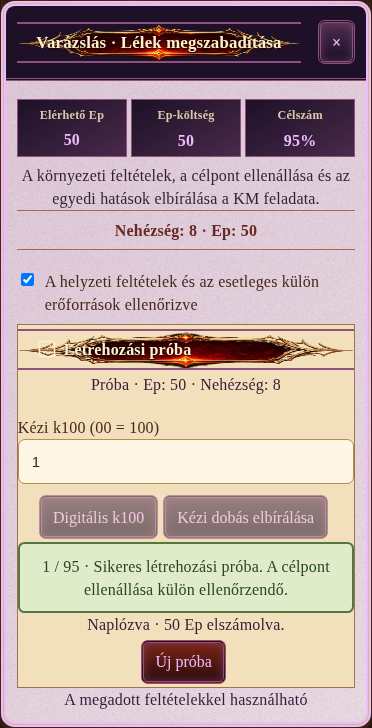 Varázslás · Lélek megszabadítása
×
Elérhető Ep
50
Ep-költség
50
Célszám
95%
A környezeti feltételek, a célpont ellenállása és az
egyedi hatások elbírálása a KM feladata.
Nehézség: 8 · Ep: 50
A helyzeti feltételek és az esetleges külön
erőforrások ellenőrizve
Létrehozási próba
Próba · Ep: 50 · Nehézség: 8
Kézi k100 (00 = 100)
1
Digitális k100
Kézi dobás elbírálása
1 / 95 · Sikeres létrehozási próba. A célpont
ellenállása külön ellenőrzendő.
Naplózva · 50 Ep elszámolva.
Új próba
A megadott feltételekkel használható